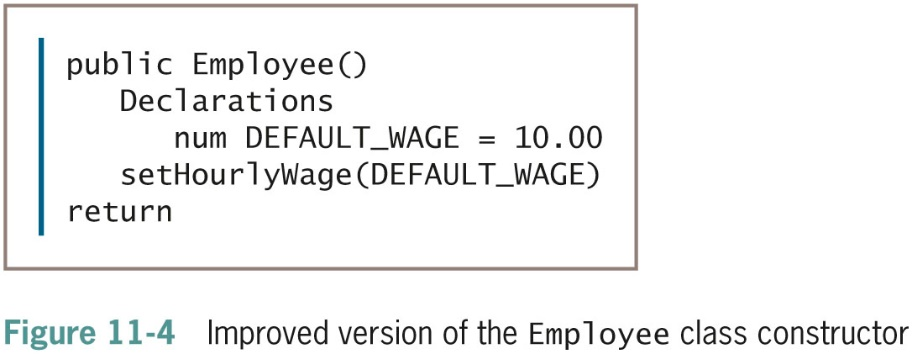 public Employee()
Declarations
num DEFAULT_WAGE = 10.00
setHourlyWage(DEFAULT_WAGE)
return
Figure 11-4 Improved version of the Employee class constructor